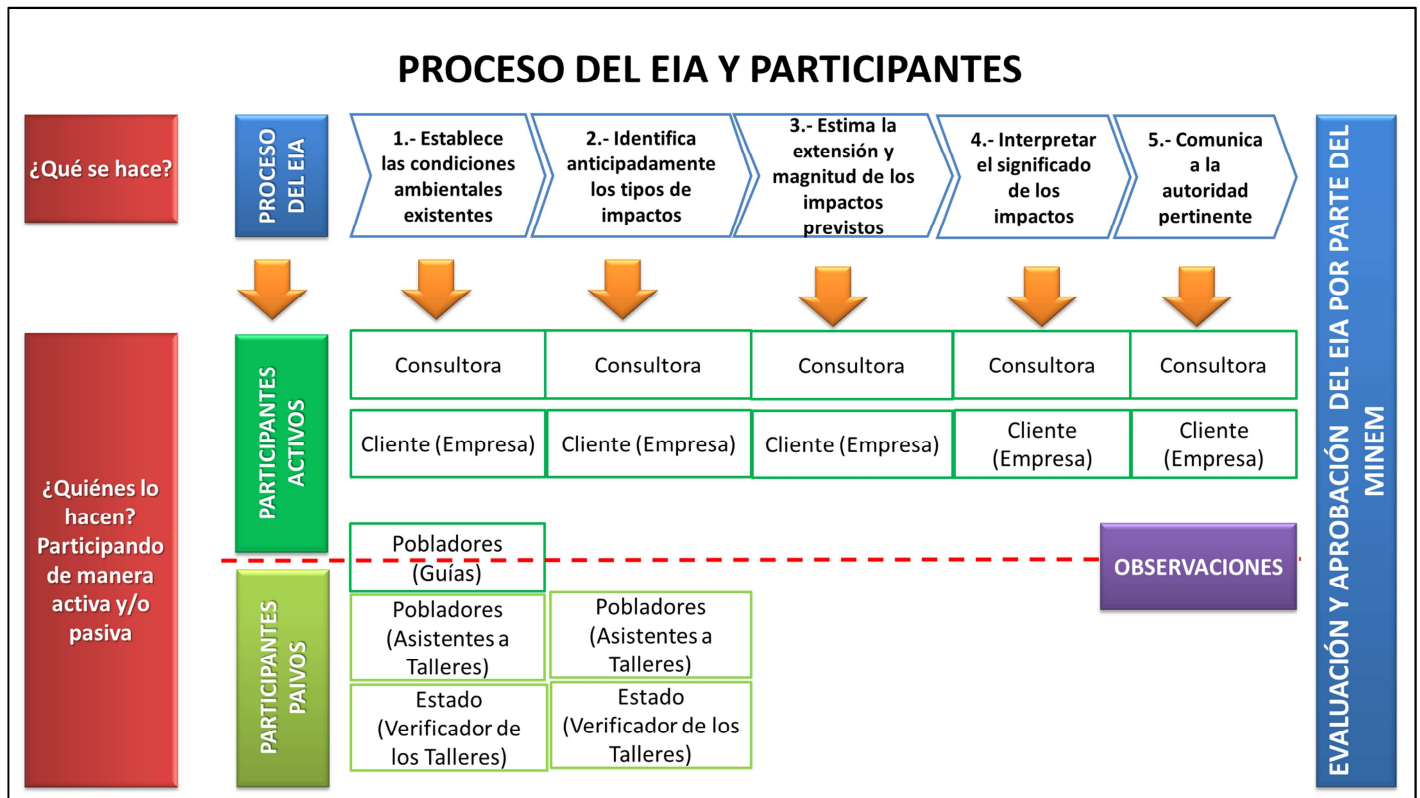 PROCESO DEL EIA Y PARTICIPANTES
¿Qué se hace?
PROCESO
DEL EIA
1.- Establece
las condiciones
ambientales
existentes
2.- Identifica
anticipadamente
los tipos de
impactos
3.- Estima la
extensión y
magnitud de los
impactos
previstos
4.- Interpretar
el significado
de los
impactos
5.- Comunica
a la
autoridad
pertinente
¿Quiénes lo
hacen?
Participando
de manera
activa y/o
pasiva
PARTICIPANTES
ACTIVOS
Consultora
Consultora
Consultora
Consultora
Consultora
Cliente (Empresa)
Cliente (Empresa)
Cliente (Empresa)
Cliente
(Empresa)
Cliente
(Empresa)
Pobladores
(Guías)
OBSERVACIONES
PARTICIPANTES
PAIVOS
Pobladores
(Asistentes a
Talleres)
Pobladores
(Asistentes a
Talleres)
Estado
(Verificador de
los Talleres)
Estado
(Verificador de los
Talleres)
EVALUACIÓN Y APROBACIÓN DEL EIA POR PARTE DEL
MINEM